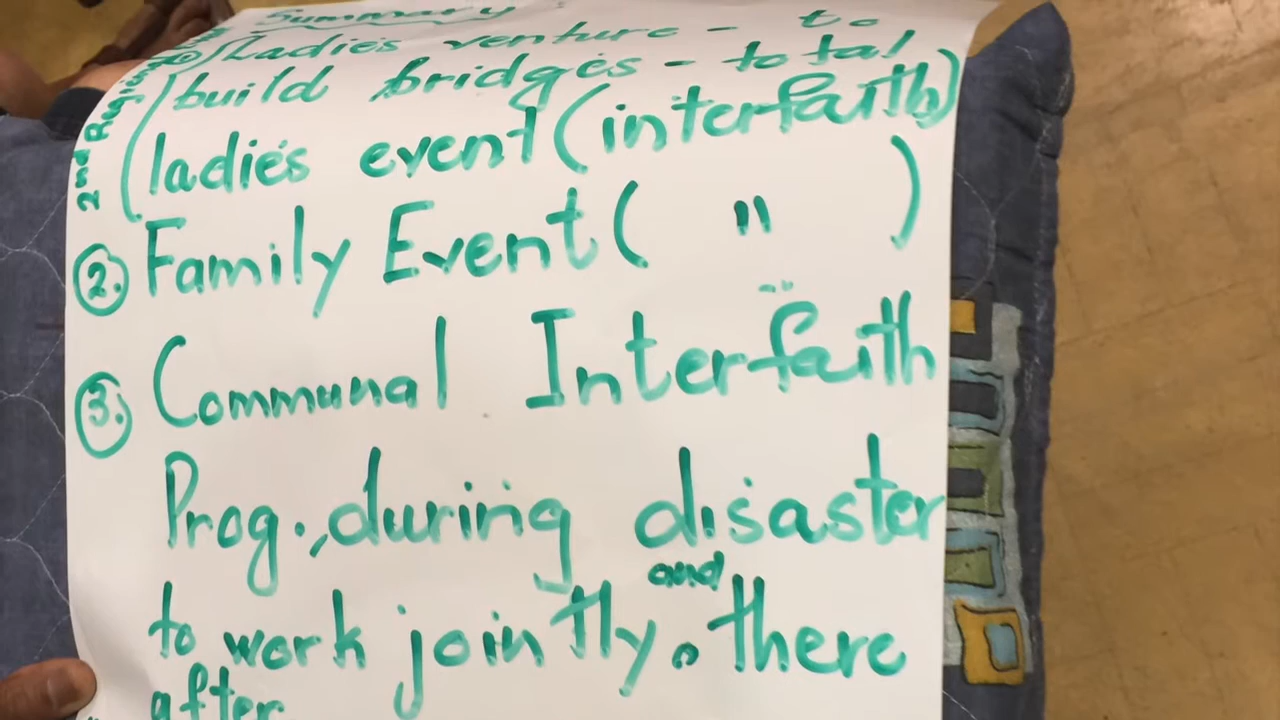 Summary
① Ladies venture - to
build bridges - total
ladies event (interfaith)
② Family Event ( " )
③ Communal Interfaith
Prog., during disaster
to work jointly. and there
after
2nd